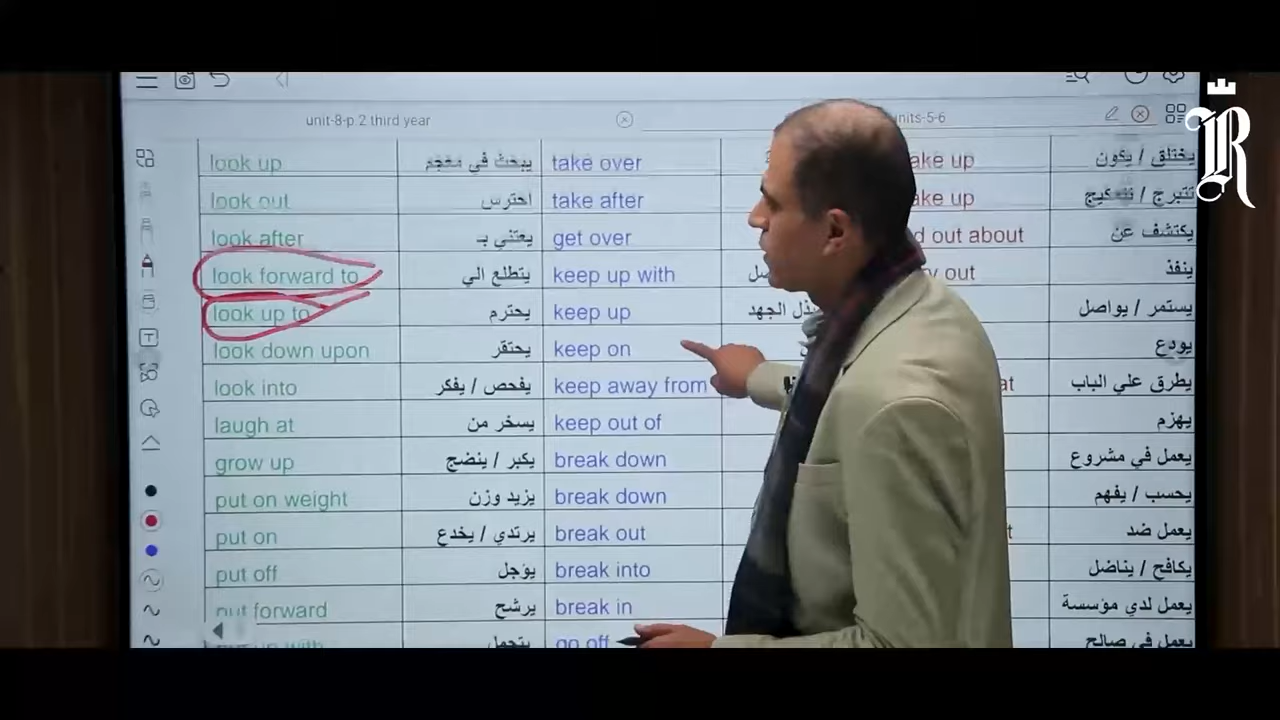 unit-8-p.2 third year nits-5-6
look up يبحث في معجم take over ake up يختلق / يكون
look out احترس take after ake up تتبرج /
look after يعتني بـ get over d out about يكتشف عن
look forward to يتطلع الي keep up with y out ينفذ
look up to يحترم keep up الجهد يستمر / يواصل
look down upon يحتقر keep on يودع
look into يفحص / يفكر keep away from at يطرق علي الباب
laugh at يسخر من keep out of يهزم
grow up يكبر / ينضج break down يعمل في مشروع
put on weight يزيد وزن break down يحسب / يفهم
put on يرتدي / يخدع break out t يعمل ضد
put off يؤجل break into يكافح / يناضل
put forward يرشح break in يعمل لدي مؤسسة
up with يتحمل go off يعمل في صالح
R